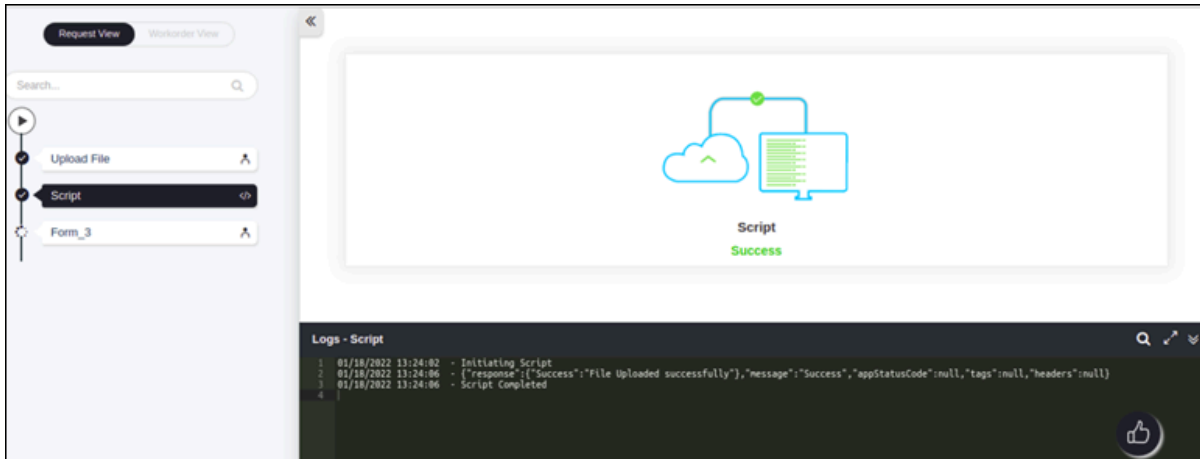 Request View
Workorder View
Search...
Upload File
Script
</>
Form_3
Script
Success
Logs - Script
1 01/18/2022 13:24:02 - Initiating Script
2 01/18/2022 13:24:06 - {"response":{"Success":"File Uploaded successfully"},"message":"Success","appStatusCode":null,"tags":null,"headers":null}
3 01/18/2022 13:24:06 - Script Completed
4